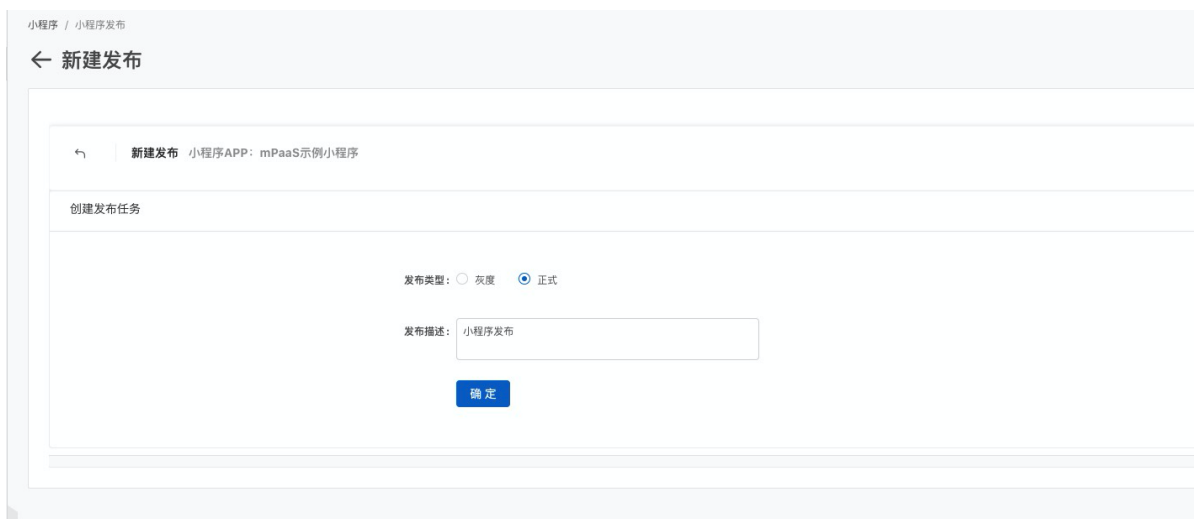 小程序 / 小程序发布
← 新建发布
新建发布 小程序APP：mPaaS示例小程序
创建发布任务
发布类型： 灰度 正式
发布描述： 小程序发布
确 定